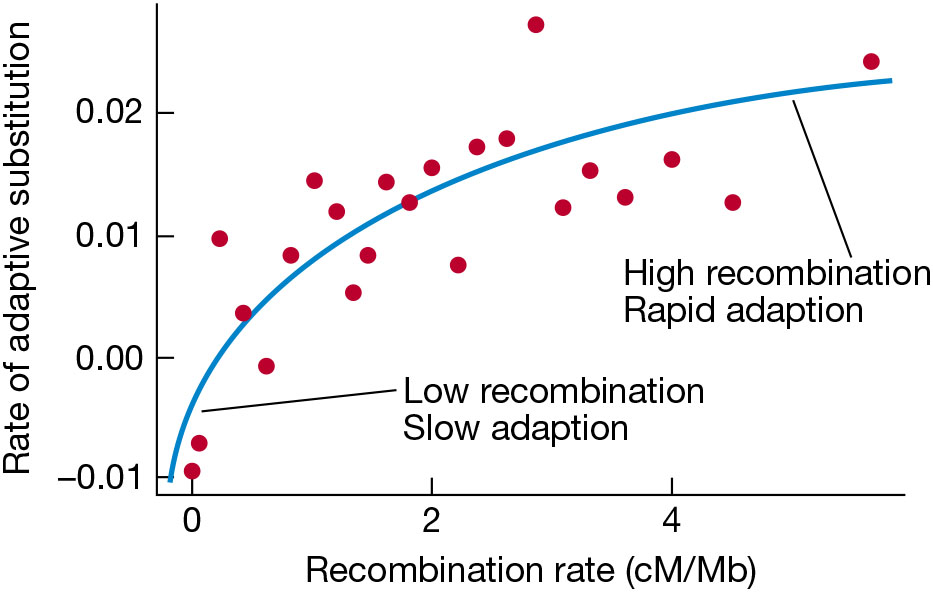 Rate of adaptive substitution
0.02
0.01
0.00
−0.01
High recombination
Rapid adaption
Low recombination
Slow adaption
0 2 4
Recombination rate (cM/Mb)